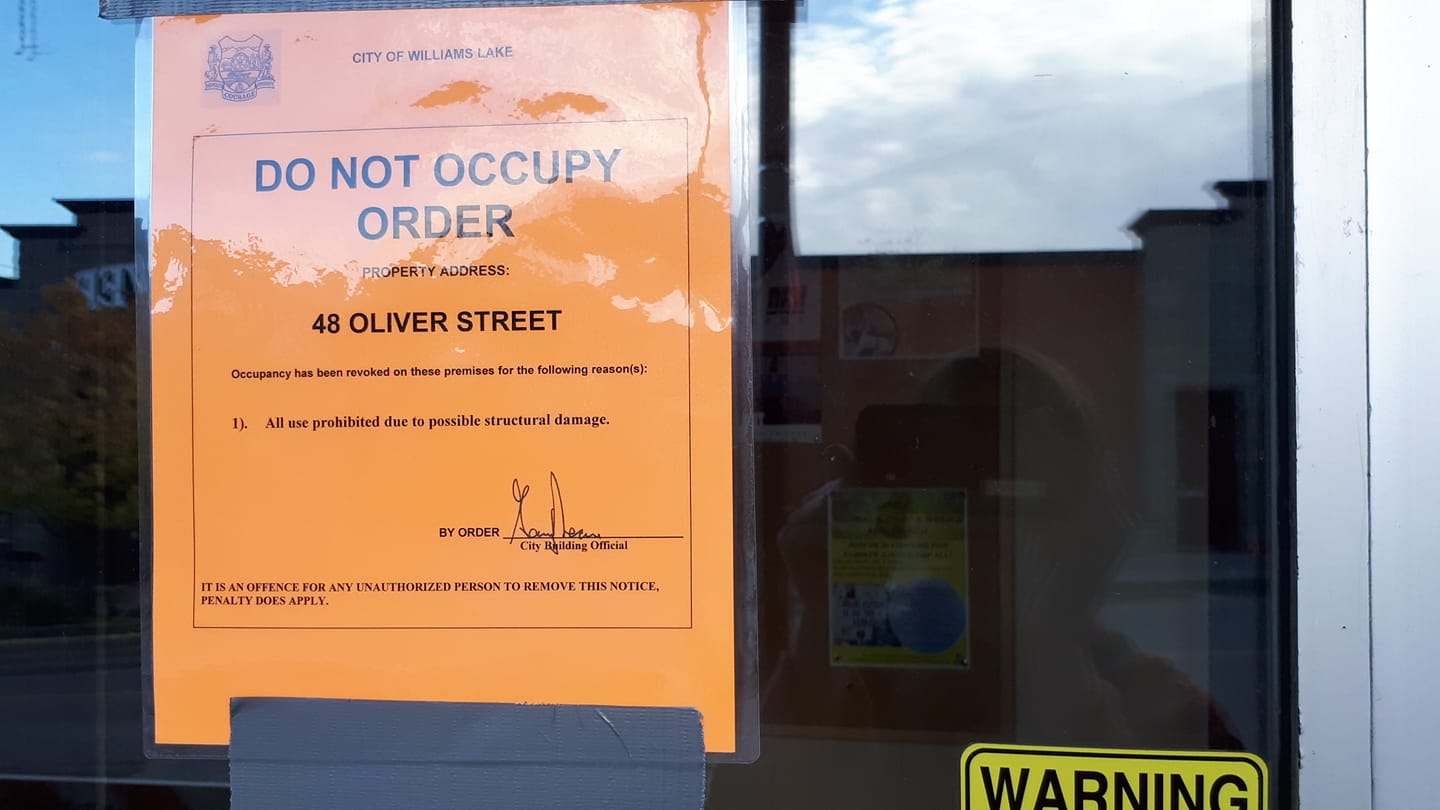 COURAGE
CITY OF WILLIAMS LAKE
DO NOT OCCUPY
ORDER
PROPERTY ADDRESS:
48 OLIVER STREET
Occupancy has been revoked on these premises for the following reason(s):
1). All use prohibited due to possible structural damage.
BY ORDER
City Building Official
IT IS AN OFFENCE FOR ANY UNAUTHORIZED PERSON TO REMOVE THIS NOTICE,
PENALTY DOES APPLY.
WARNING